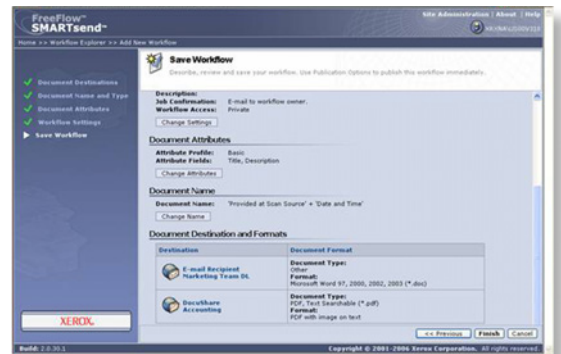 FreeFlow™
SMARTsend™
Site Administration | About | Help
Home >> Workflow Explorer >> Add New Workflow
Save Workflow
Describe, review and save your workflow. Use Publication Options to publish this workflow immediately.
Document Destinations
Document Name and Type
Document Attributes
Workflow Settings
Save Workflow
Description:
Job Confirmation: E-mail to workflow owner.
Workflow Access: Private
Change Settings
Document Attributes
Attribute Profile: Basic
Attribute Fields: Title, Description
Change Attributes
Document Name
Document Name: 'Provided at Scan Source' + 'Date and Time'
Change Name
Document Destination and Formats
Destination Document Format
E-mail Recipient
Marketing Team DL
Document Type:
Other
Format:
Microsoft Word 97, 2000, 2002, 2003 (*.doc)
DocuShare
Accounting
Document Type:
PDF, Text Searchable (*.pdf)
Format:
PDF with image on text
XEROX.
<< Previous Finish Cancel
Build: 2.0.30.1
Copyright © 2001-2006 Xerox Corporation. All rights reserved.